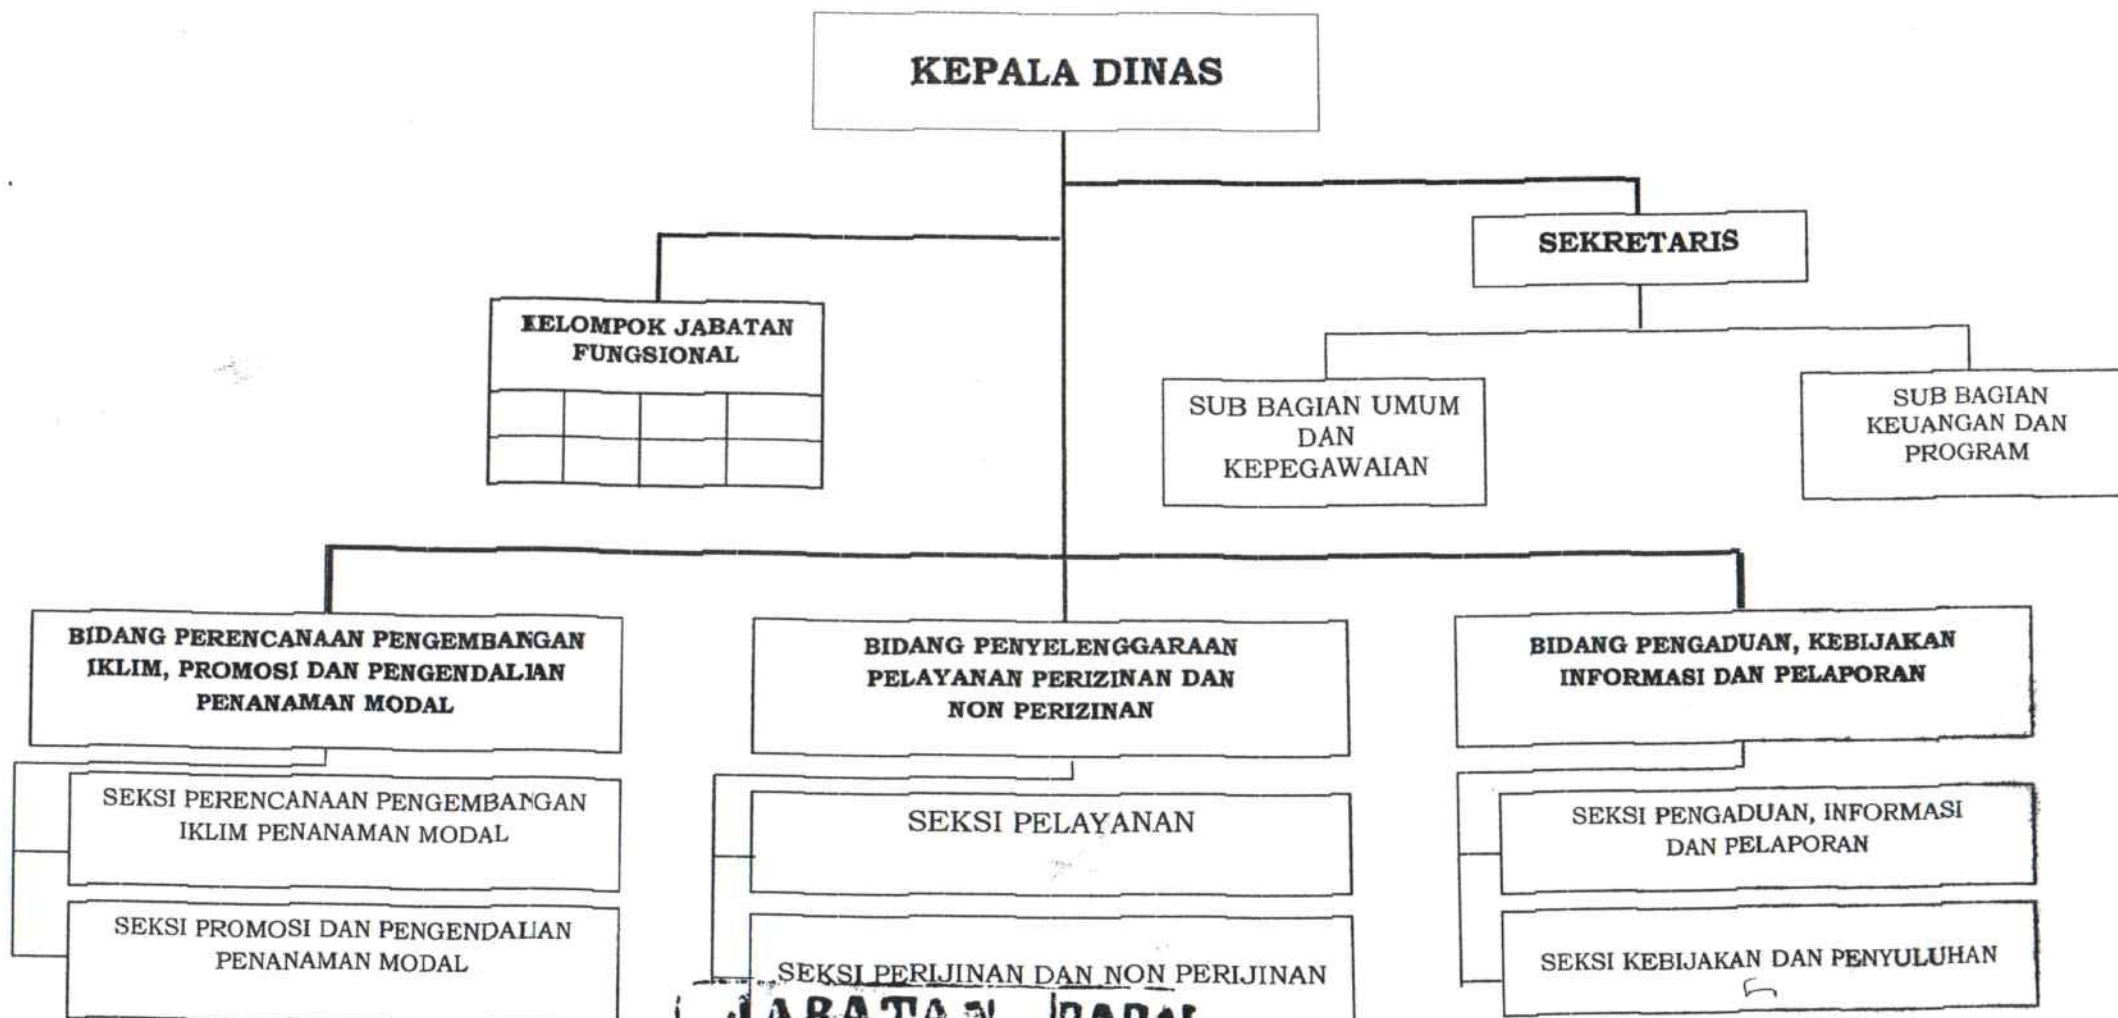 KEPALA DINAS
SEKRETARIS
KELOMPOK JABATAN
FUNGSIONAL
SUB BAGIAN UMUM
DAN
KEPEGAWAIAN
SUB BAGIAN
KEUANGAN DAN
PROGRAM
BIDANG PERENCANAAN PENGEMBANGAN
IKLIM, PROMOSI DAN PENGENDALIAN
PENANAMAN MODAL
BIDANG PENYELENGGARAAN
PELAYANAN PERIZINAN DAN
NON PERIZINAN
BIDANG PENGADUAN, KEBIJAKAN
INFORMASI DAN PELAPORAN
SEKSI PERENCANAAN PENGEMBANGAN
IKLIM PENANAMAN MODAL
SEKSI PELAYANAN
SEKSI PENGADUAN, INFORMASI
DAN PELAPORAN
SEKSI PROMOSI DAN PENGENDALIAN
PENANAMAN MODAL
SEKSI PERIJINAN DAN NON PERIJINAN
SEKSI KEBIJAKAN DAN PENYULUHAN
JABATAN